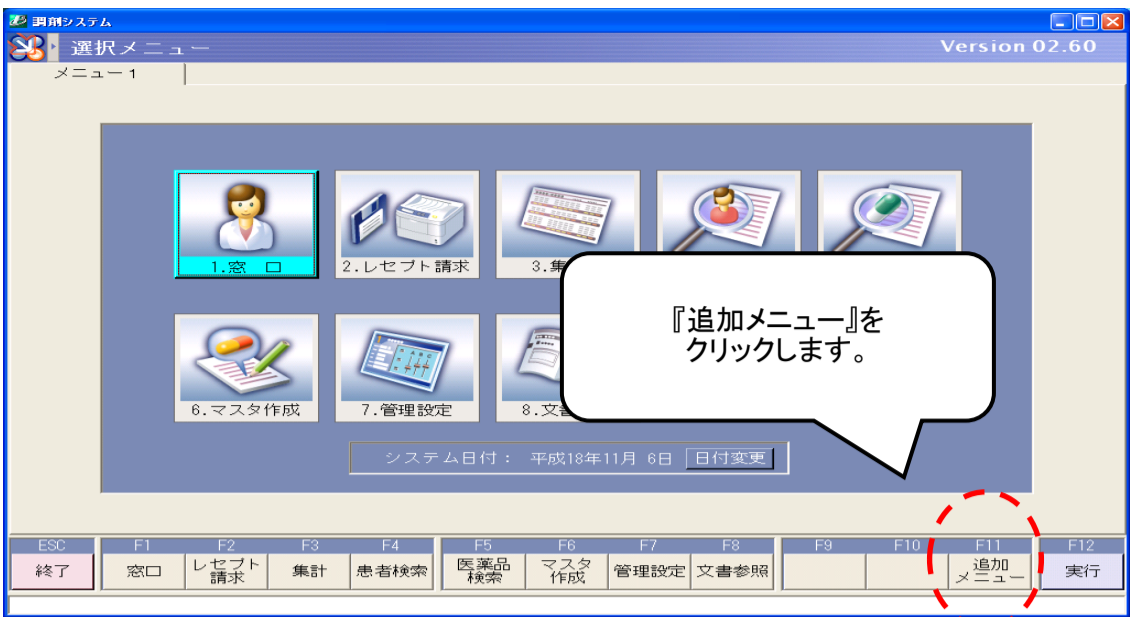 調剤システム
選択メニュー
Version 02.60
メニュー 1
1.窓 口
2.レセプト請求
3.集
『追加メニュー』を
クリックします。
6.マスタ作成
7.管理設定
8.文書
システム日付： 平成18年11月 6日
日付変更
ESC F1 F2 F3 F4 F5 F6 F7 F8 F9 F10 F11 F12
終了
窓口
レセプト
請求
集計
患者検索
医薬品
検索
マスタ
作成
管理設定
文書参照
追加
メニュー
実行